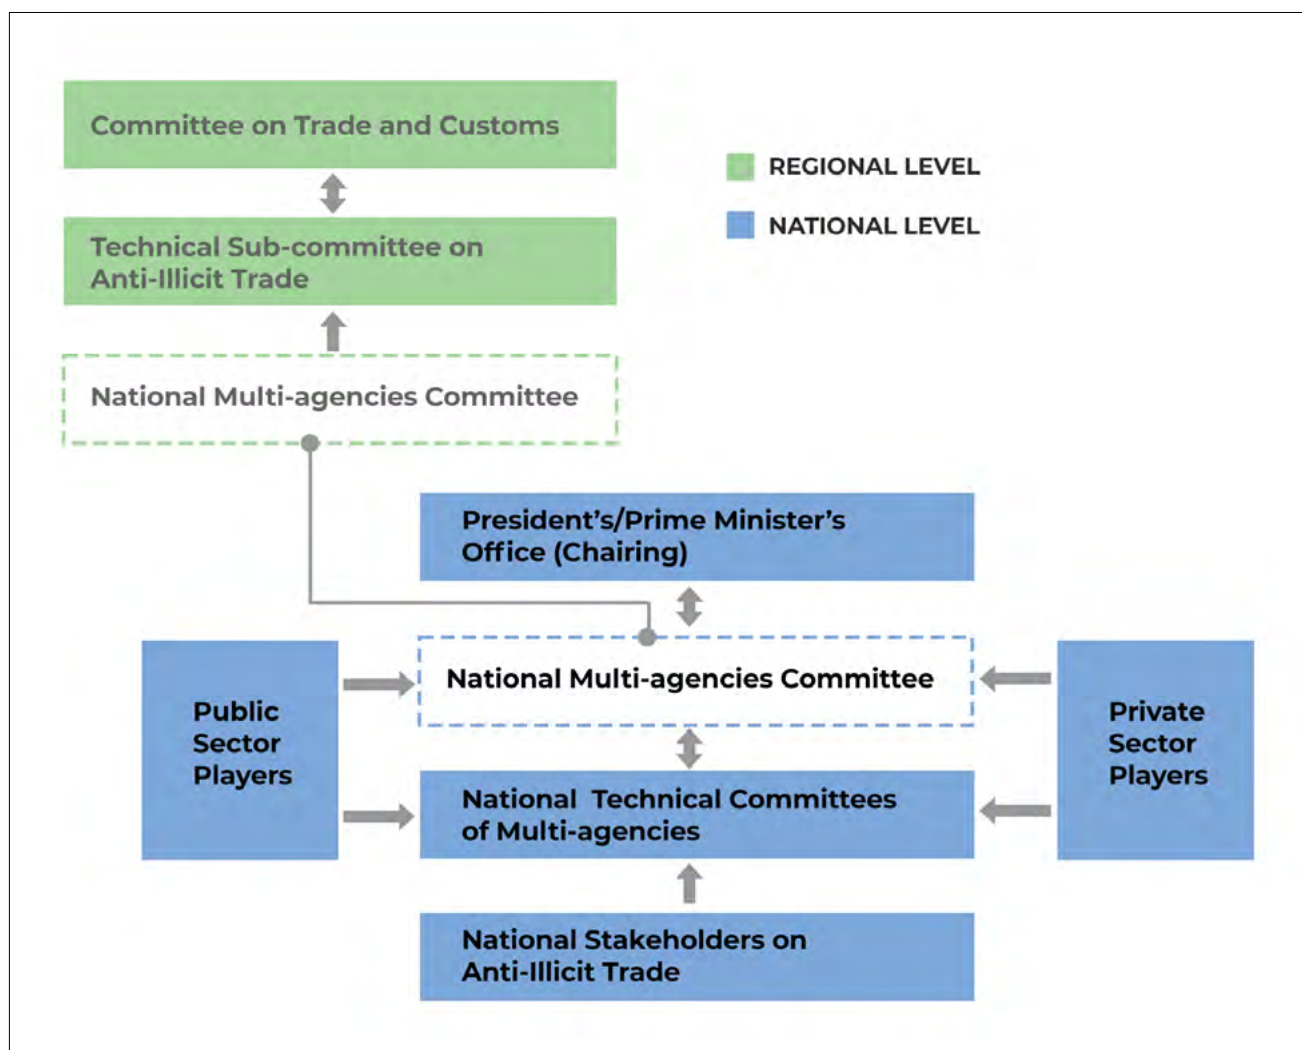 Committee on Trade and Customs
REGIONAL LEVEL
NATIONAL LEVEL
Technical Sub-committee on
Anti-Illicit Trade
National Multi-agencies Committee
President’s/Prime Minister’s
Office (Chairing)
National Multi-agencies Committee
Public
Sector
Players
Private
Sector
Players
National Technical Committees
of Multi-agencies
National Stakeholders on
Anti-Illicit Trade